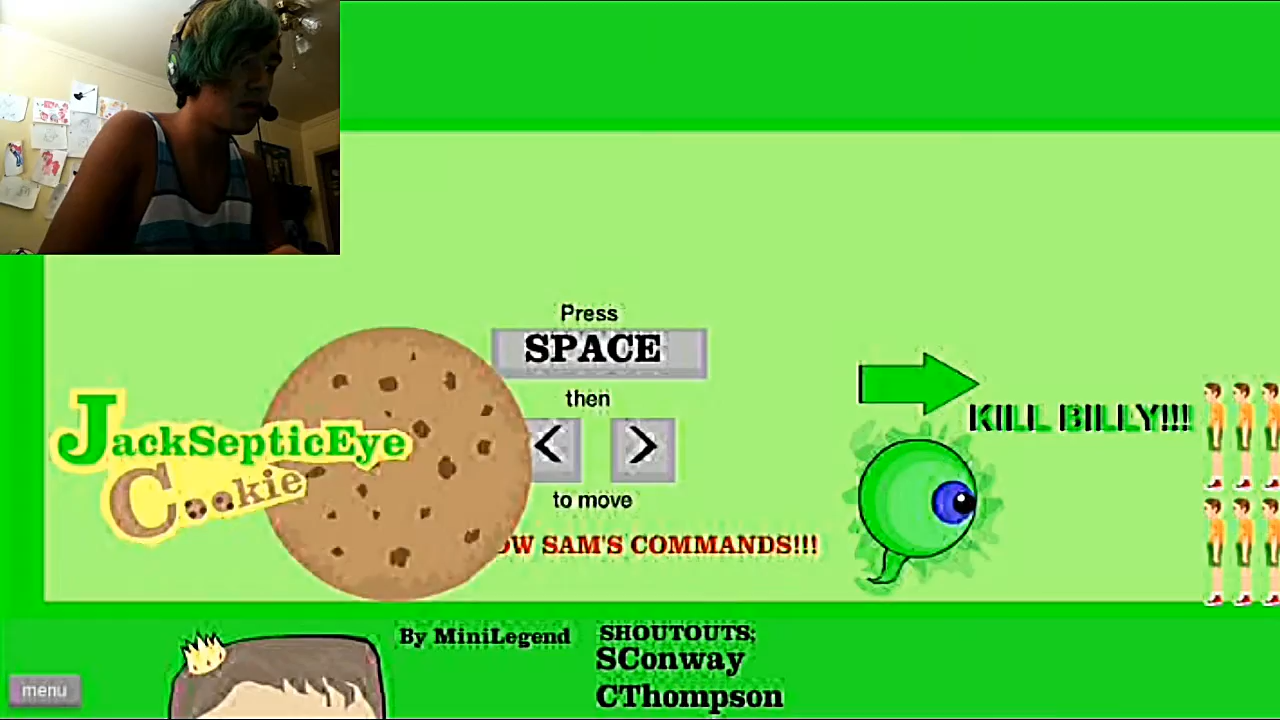 Press
SPACE
then
< >
to move
JackSepticEye
Cookie
KILL BILLY!!!
OW SAM'S COMMANDS!!!
By MiniLegend
SHOUTOUTS:
SConway
CThompson
menu